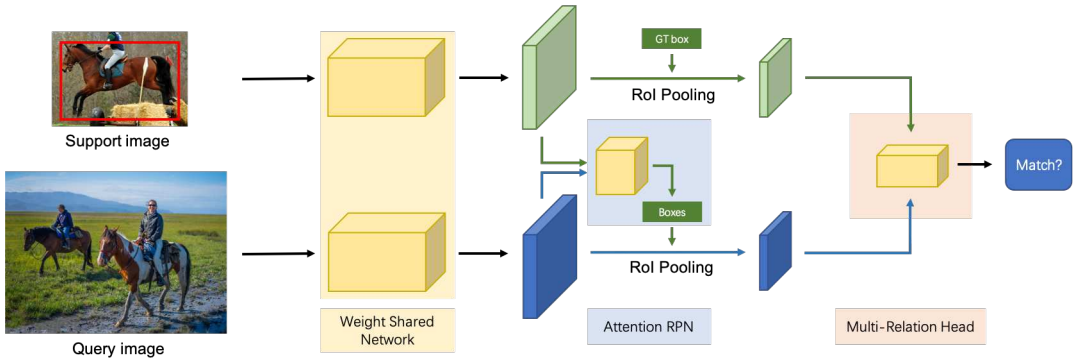 Support image
Query image
Weight Shared
Network
GT box
RoI Pooling
Boxes
RoI Pooling
Attention RPN
Multi-Relation Head
Match?